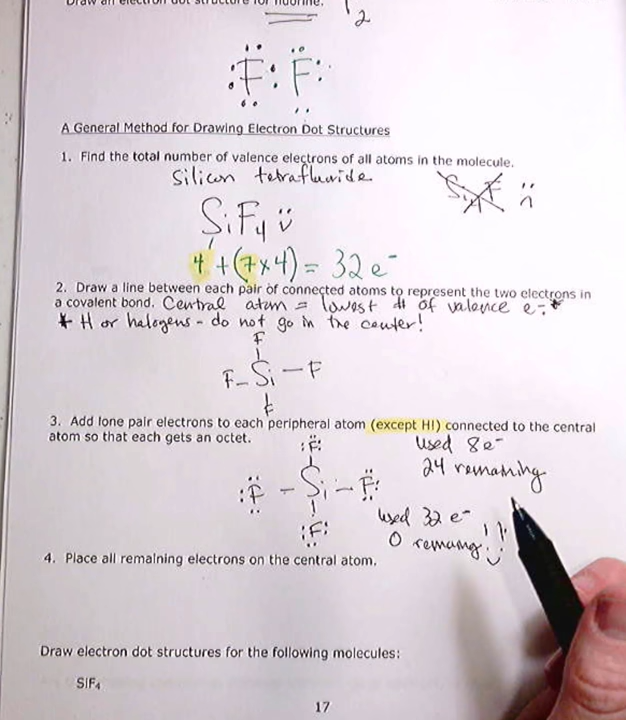 Draw an electron dot structure for fluorine. F2
:F:F:
A General Method for Drawing Electron Dot Structures
1. Find the total number of valence electrons of all atoms in the molecule.
Silicon tetrafluoride
SiF4
4 + (7x4) = 32 e-
2. Draw a line between each pair of connected atoms to represent the two electrons in
a covalent bond. Central atom = lowest # of valence e-. *
* H or halogens - do not go in the center!
F
F-Si-F
F
3. Add lone pair electrons to each peripheral atom (except H!) connected to the central
atom so that each gets an octet.
used 8e-
24 remaining
:F:
:F - Si - F:
:F:
used 32 e-
0 remaing!!
4. Place all remaining electrons on the central atom.
Draw electron dot structures for the following molecules:
SiF4
17